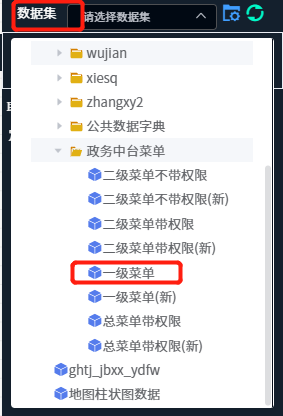 数据集 请选择数据集
wujian
xiesq
zhangxy2
公共数据字典
政务中台菜单
二级菜单不带权限
二级菜单不带权限(新)
二级菜单带权限
二级菜单带权限(新)
一级菜单
一级菜单(新)
总菜单带权限
总菜单带权限(新)
ghtj_jbxx_ydfw
地图柱状图数据